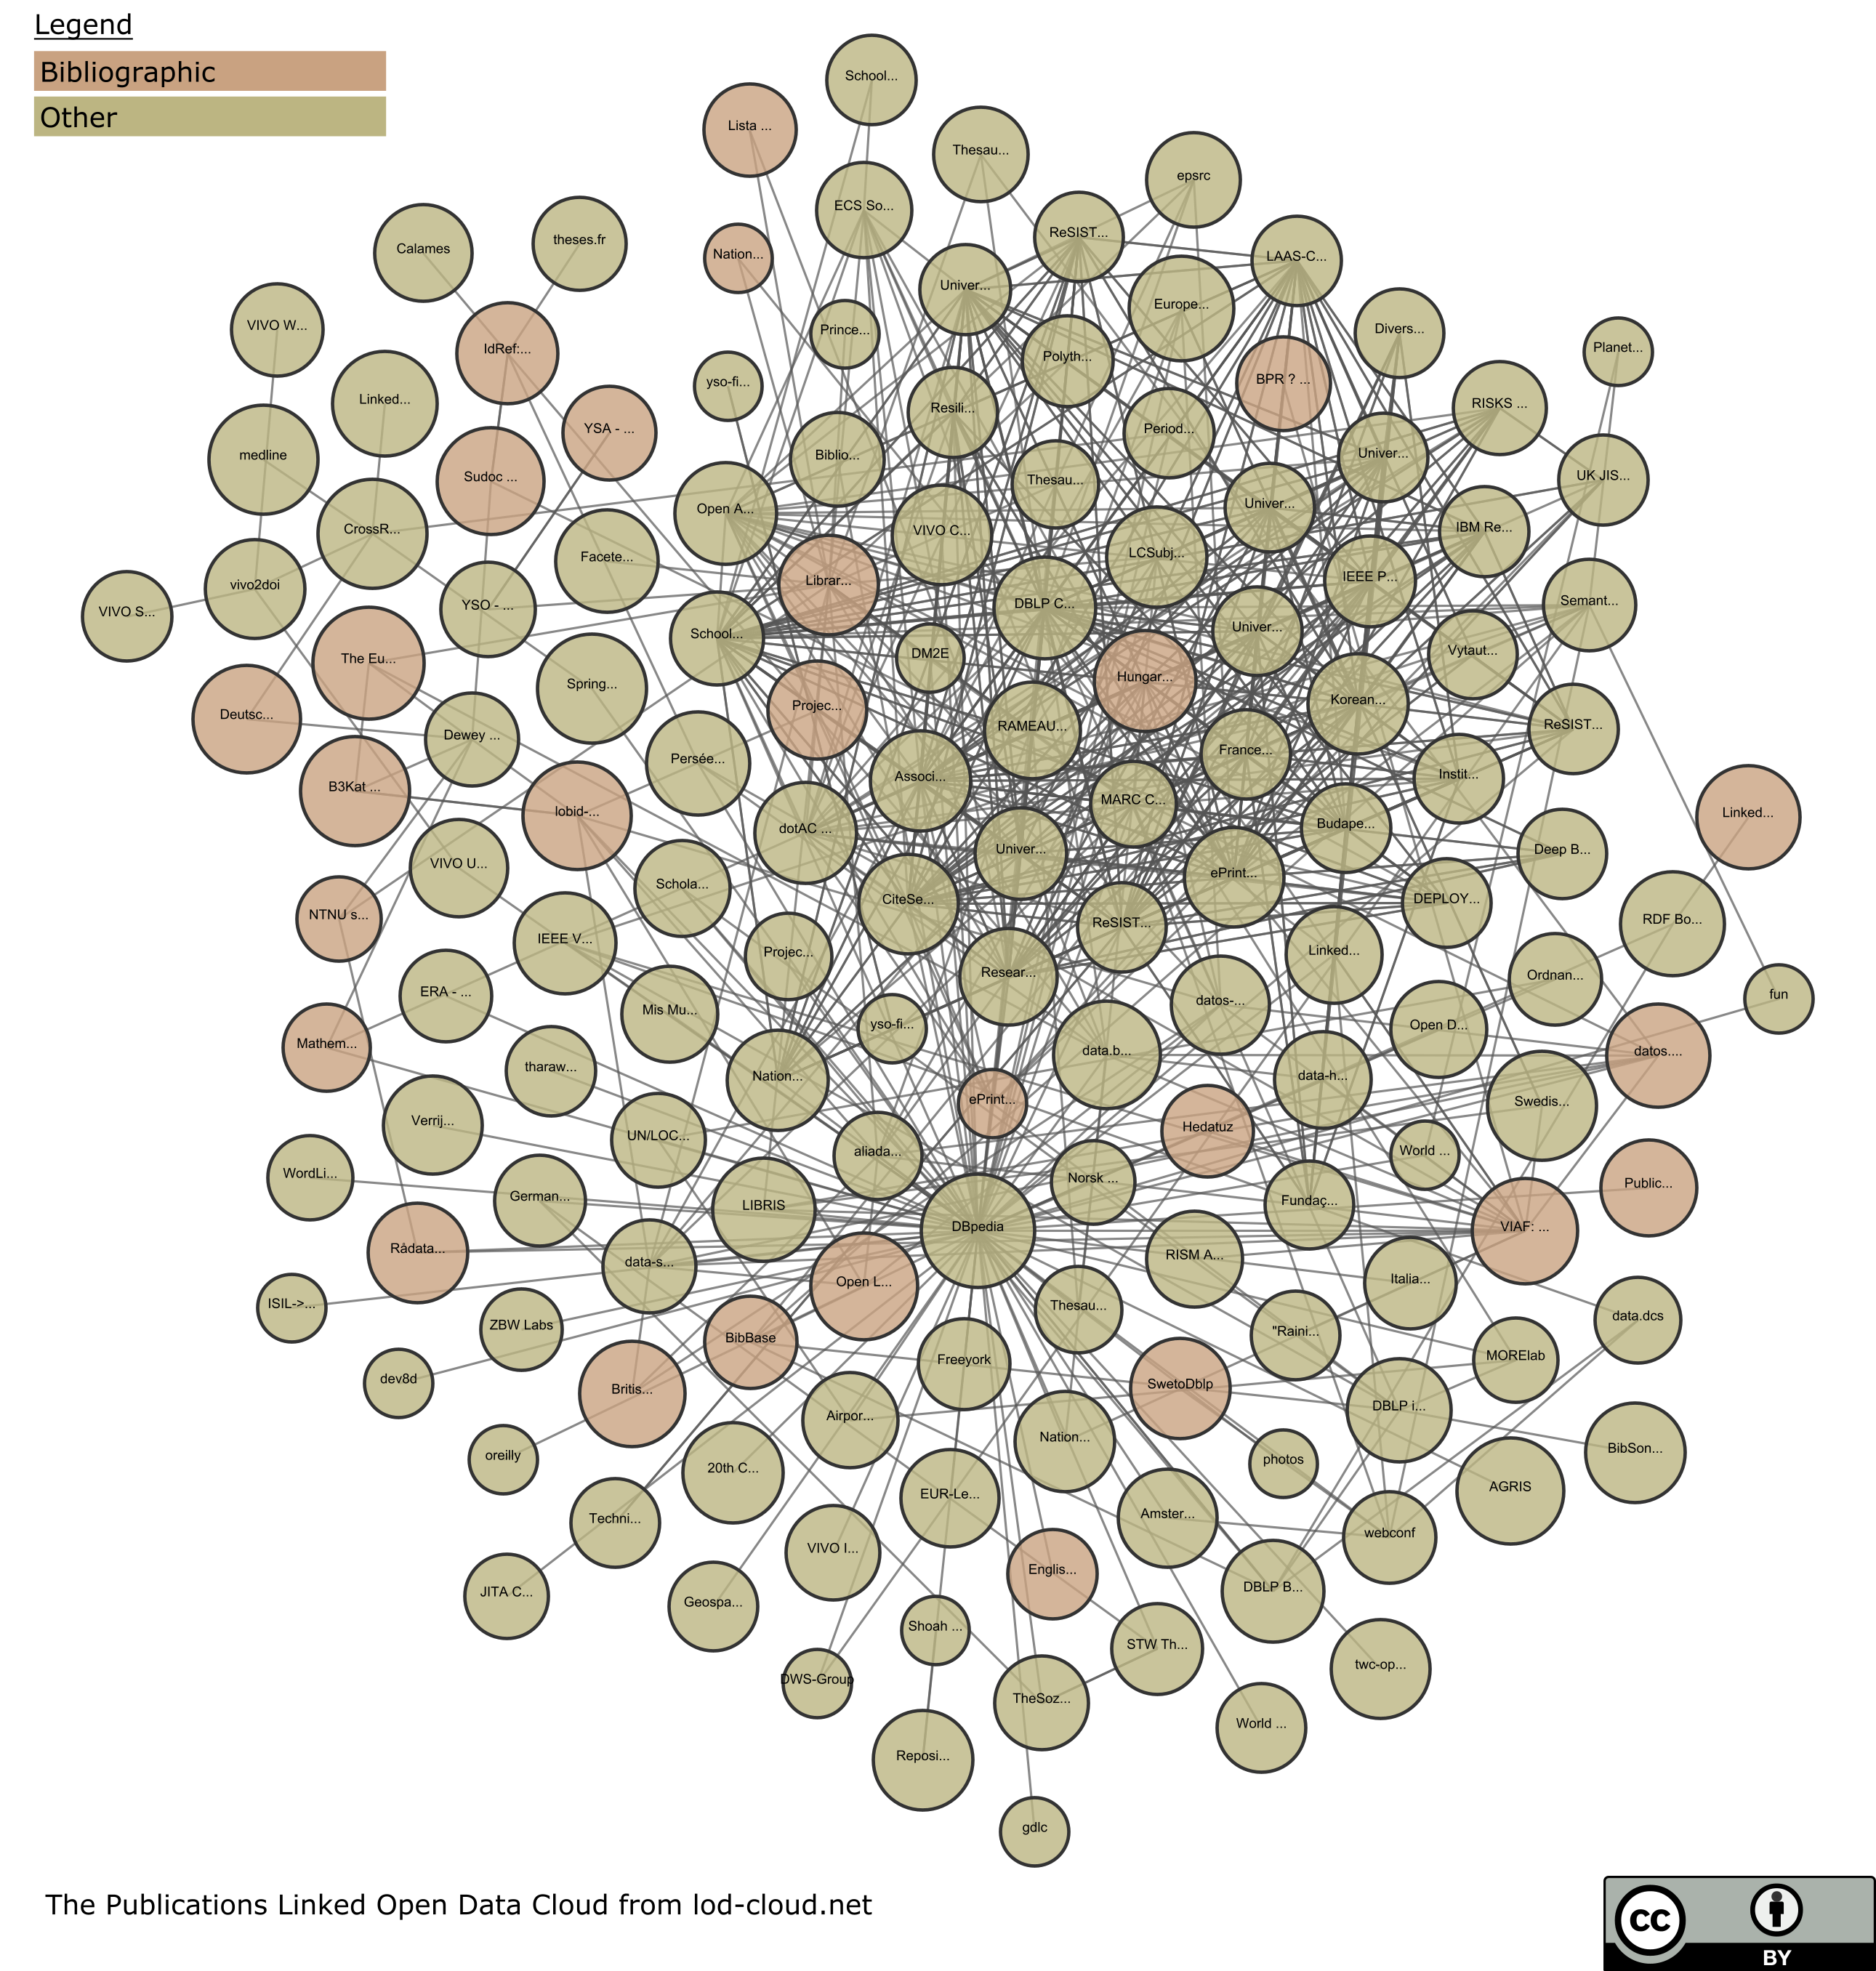 Legend
Bibliographic
Other
School...
Lista ...
Thesau...
epsrc
ECS So...
ReSIST...
Calames
theses.fr
Nation...
LAAS-C...
Univer...
Europe...
VIVO W...
Prince...
Divers...
IdRef:...
Planet...
Polyth...
yso-fi...
BPR ? ...
Linked...
RISKS ...
Resili...
YSA - ...
Period...
medline
Biblio...
Univer...
Sudoc ...
Thesau...
UK JIS...
Open A...
Univer...
CrossR...
VIVO C...
IBM Re...
Facete...
LCSubj...
vivo2doi
Librar...
IEEE P...
VIVO S...
YSO - ...
DBLP C...
Semant...
School...
Univer...
DM2E
Vytaut...
The Eu...
Spring...
Hungar...
Projec...
Korean...
Deutsc...
RAMEAU...
ReSIST...
Dewey ...
Persée...
France...
Associ...
Instit...
B3Kat ...
MARC C...
lobid-...
Linked...
dotAC ...
Budape...
Univer...
Deep B...
VIVO U...
ePrint...
Schola...
CiteSe...
DEPLOY...
NTNU s...
RDF Bo...
ReSIST...
IEEE V...
Projec...
Linked...
Resear...
Ordnan...
ERA - ...
fun
datos-...
Mis Mu...
yso-fi...
Open D...
Mathem...
data.b...
datos....
tharaw...
Nation...
data-h...
ePrint...
Swedis...
Verrij...
Hedatuz
UN/LOC...
aliada...
World ...
WordLi...
Norsk ...
Public...
German...
LIBRIS
Fundaç...
DBpedia
VIAF: ...
Rådata...
RISM A...
data-s...
Open L...
Italia...
ISIL->...
Thesau...
data.dcs
ZBW Labs
BibBase
"Raini...
Freeyork
MORElab
dev8d
Britis...
SwetoDblp
DBLP i...
Airpor...
Nation...
oreilly
BibSon...
20th C...
photos
AGRIS
EUR-Le...
Amster...
Techni...
webconf
VIVO I...
Englis...
DBLP B...
JITA C...
Geospa...
Shoah ...
STW Th...
twc-op...
DWS-Group
TheSoz...
World ...
Reposi...
gdlc
The Publications Linked Open Data Cloud from lod-cloud.net
cc
BY